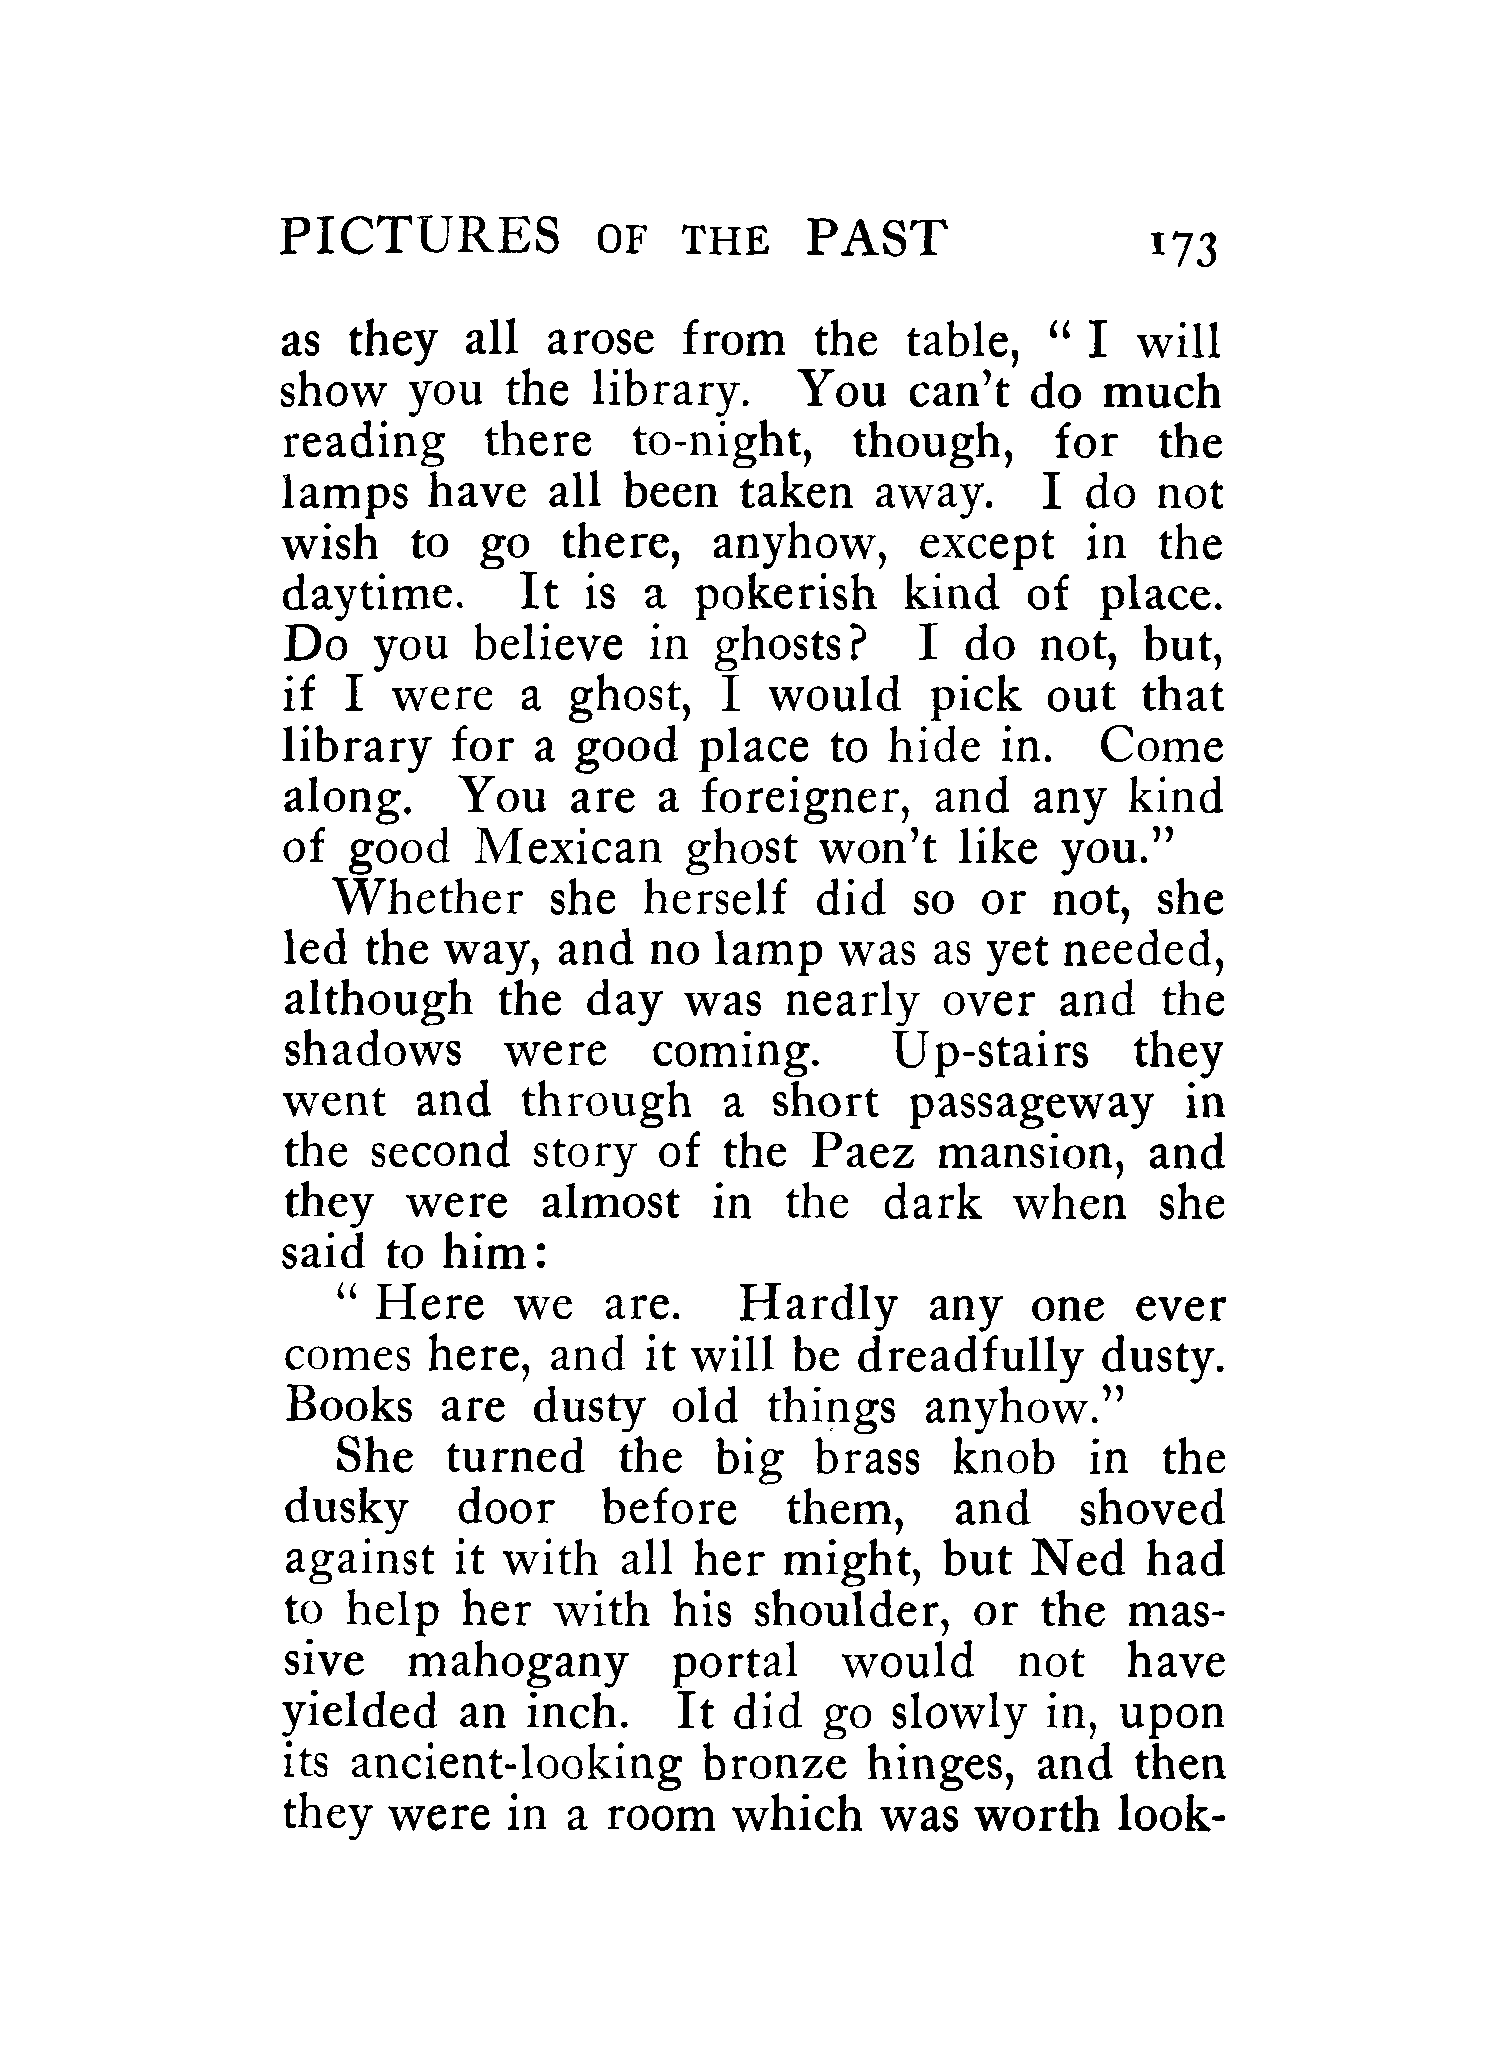 PICTURES OF THE PAST 173
as they all arose from the table, “ I will
show you the library. You can’t do much
reading there to-night, though, for the
lamps have all been taken away. I do not
wish to go there, anyhow, except in the
daytime. It is a pokerish kind of place.
Do you believe in ghosts? I do not, but,
if I were a ghost, I would pick out that
library for a good place to hide in. Come
along. You are a foreigner, and any kind
of good Mexican ghost won’t like you.”
Whether she herself did so or not, she
led the way, and no lamp was as yet needed,
although the day was nearly over and the
shadows were coming. Up-stairs they
went and through a short passageway in
the second story of the Paez mansion, and
they were almost in the dark when she
said to him:
“ Here we are. Hardly any one ever
comes here, and it will be dreadfully dusty.
Books are dusty old things anyhow.”
She turned the big brass knob in the
dusky door before them, and shoved
against it with all her might, but Ned had
to help her with his shoulder, or the mas-
sive mahogany portal would not have
yielded an inch. It did go slowly in, upon
its ancient-looking bronze hinges, and then
they were in a room which was worth look-